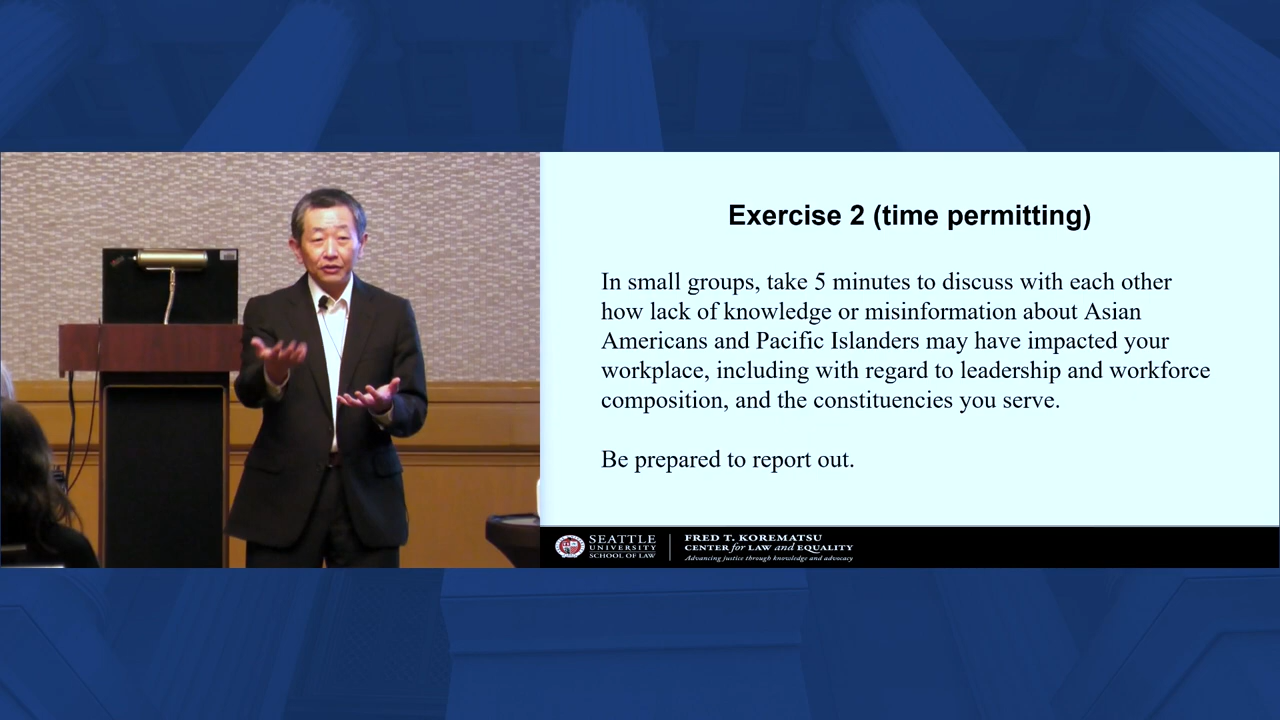 Exercise 2 (time permitting)
In small groups, take 5 minutes to discuss with each other
how lack of knowledge or misinformation about Asian
Americans and Pacific Islanders may have impacted your
workplace, including with regard to leadership and workforce
composition, and the constituencies you serve.
Be prepared to report out.
SEATTLE
UNIVERSITY
SCHOOL OF LAW
FRED T. KOREMATSU
CENTER for LAW and EQUALITY
Advancing justice through knowledge and advocacy